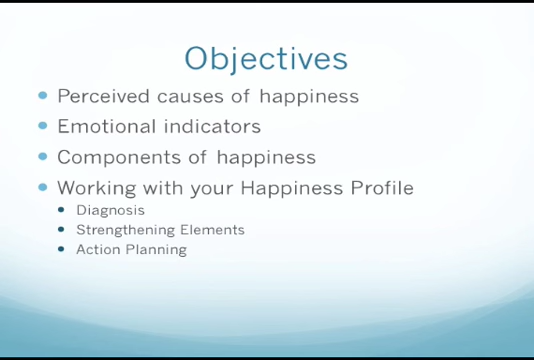 Objectives
Perceived causes of happiness
Emotional indicators
Components of happiness
Working with your Happiness Profile
Diagnosis
Strengthening Elements
Action Planning